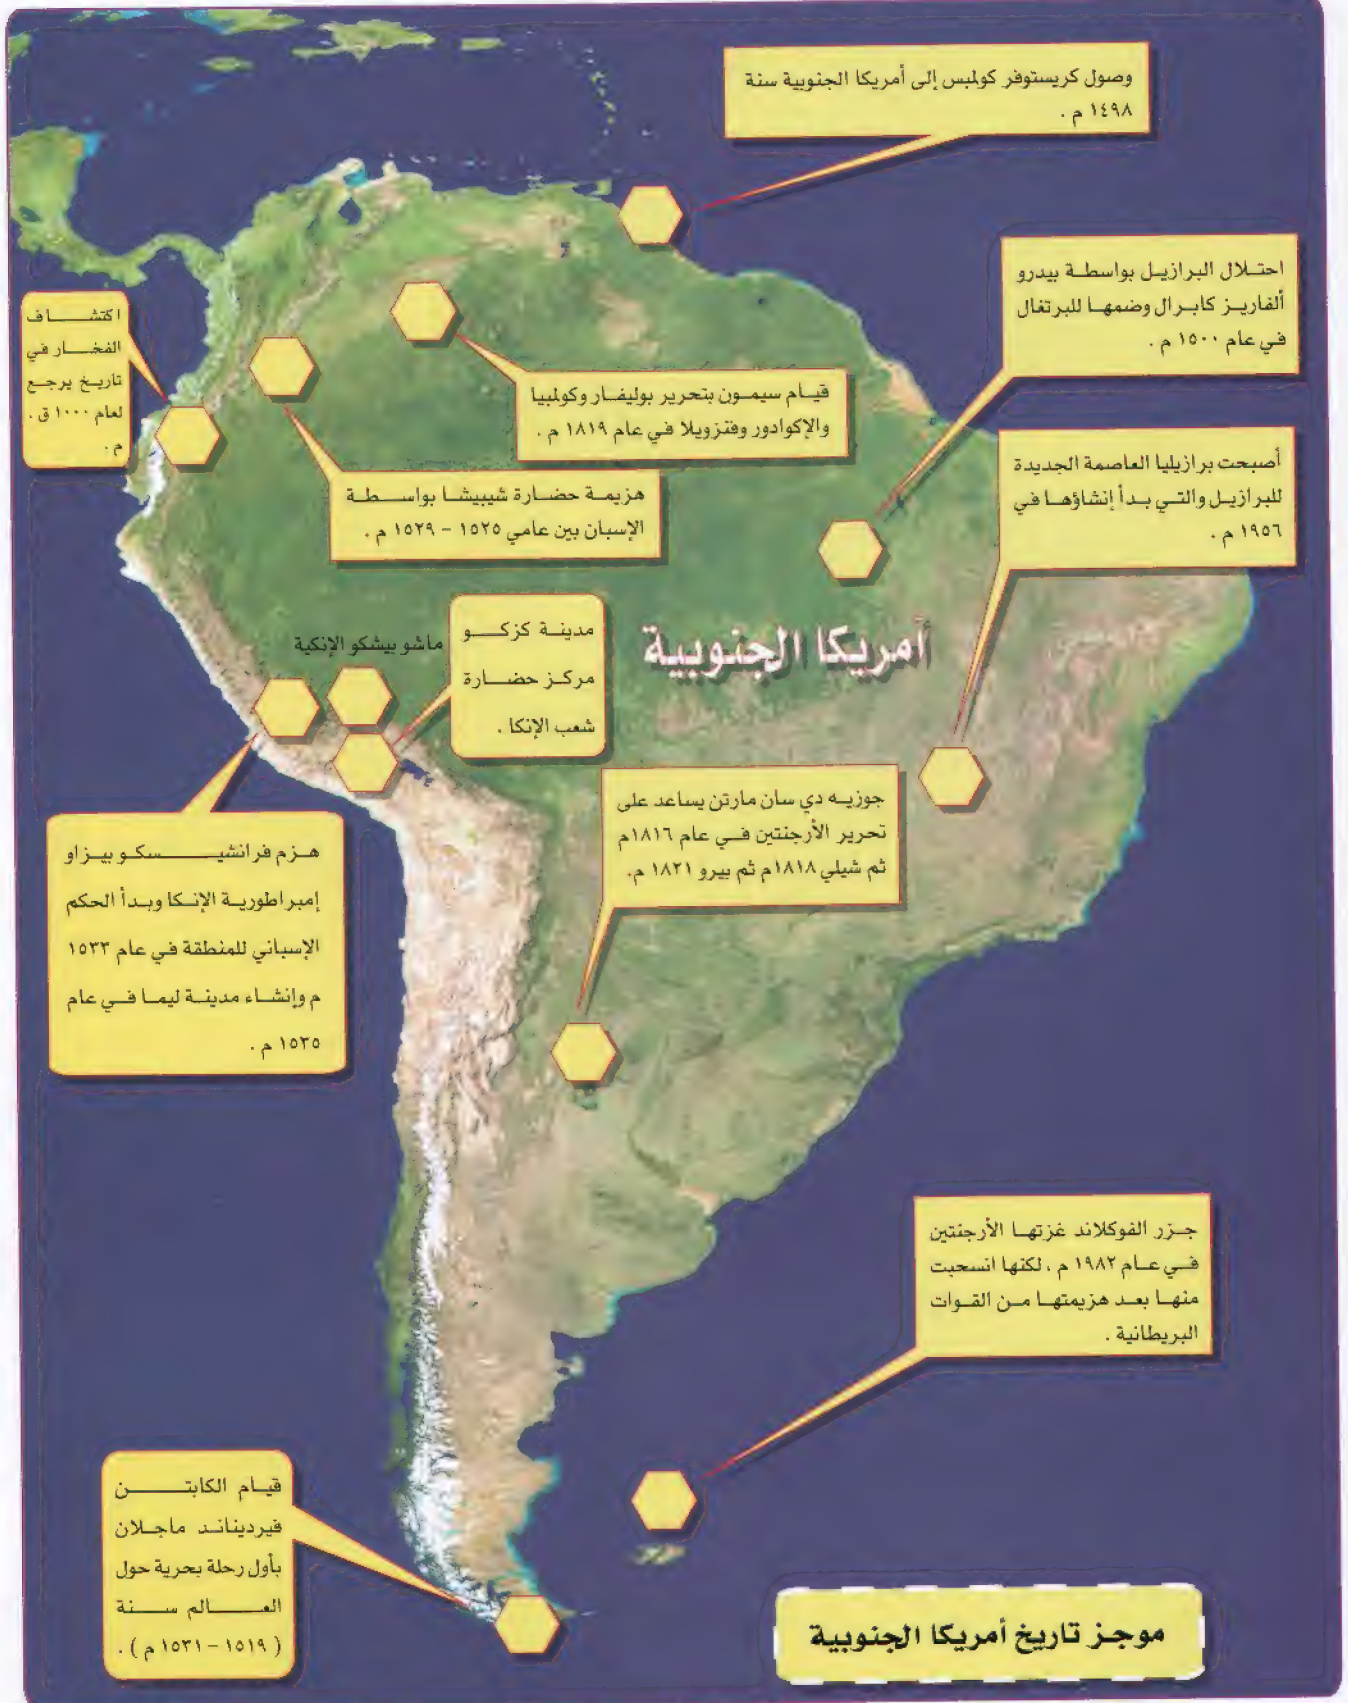 وصول كريستوفر كولمبس إلى أمريكا الجنوبية سنة
١٤٩٨ م .
احتلال البرازيل بواسطة بيدرو
ألفاريز كابرال وضمها للبرتغال
في عام ١٥٠٠ م .
اكتشاف
الفخار في
تاريخ يرجع
لعام ١٠٠٠ ق .
م .
قيام سيمون بتحرير بوليفار وكولمبيا
والإكوادور وفنزويلا في عام ١٨١٩ م .
أصبحت برازيليا العاصمة الجديدة
للبرازيل والتي بدأ إنشاؤها في
١٩٥٦ م .
هزيمة حضارة شيبيشا بواسطة
الإسبان بين عامي ١٥٢٥ - ١٥٢٩ م .
أمريكا الجنوبية
ماشو بيشكو الإنكية
مدينة كزكو
مركز حضارة
شعب الإنكا .
جوزيه دي سان مارتن يساعد على
تحرير الأرجنتين في عام ١٨١٦م
ثم شيلي ١٨١٨م ثم بيرو ١٨٢١ م.
هزم فرانشيسكو بيزاو
إمبراطورية الإنكا وبدأ الحكم
الإسباني للمنطقة في عام ١٥٣٣
م وإنشاء مدينة ليما في عام
١٥٣٥ م .
جزر الفوكلاند غزتها الأرجنتين
في عام ١٩٨٢ م ، لكنها انسحبت
منها بعد هزيمتها من القوات
البريطانية .
قيام الكابتن
فيرديناند ماجلان
بأول رحلة بحرية حول
العالم سنة
( ١٥١٩ - ١٥٣١ م ) .
موجز تاريخ أمريكا الجنوبية